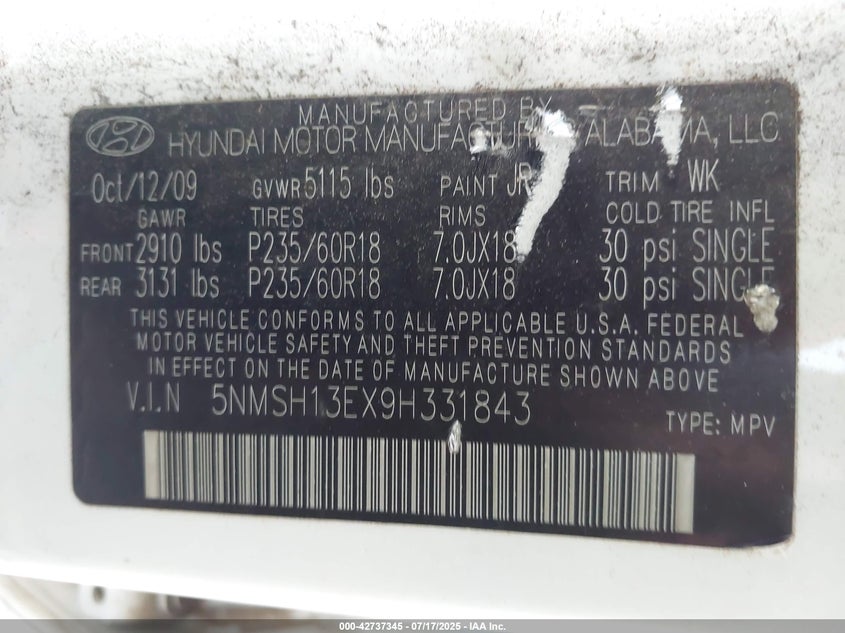 MANUFACTURED BY
HYUNDAI MOTOR MANUFACTURING ALABAMA, LLC
Oct/12/09 GVWR 5115 lbs PAINT JR TRIM WK
GAWR TIRES RIMS COLD TIRE INFL
FRONT 2910 lbs P235/60R18 7.0JX18 30 psi SINGLE
REAR 3131 lbs P235/60R18 7.0JX18 30 psi SINGLE
THIS VEHICLE CONFORMS TO ALL APPLICABLE U.S.A. FEDERAL
MOTOR VEHICLE SAFETY AND THEFT PREVENTION STANDARDS
IN EFFECT ON THE DATE OF MANUFACTURE SHOWN ABOVE
V.I.N 5NMSH13EX9H331843
TYPE: MPV
000-42737345 - 07/17/2025 - IAA Inc.